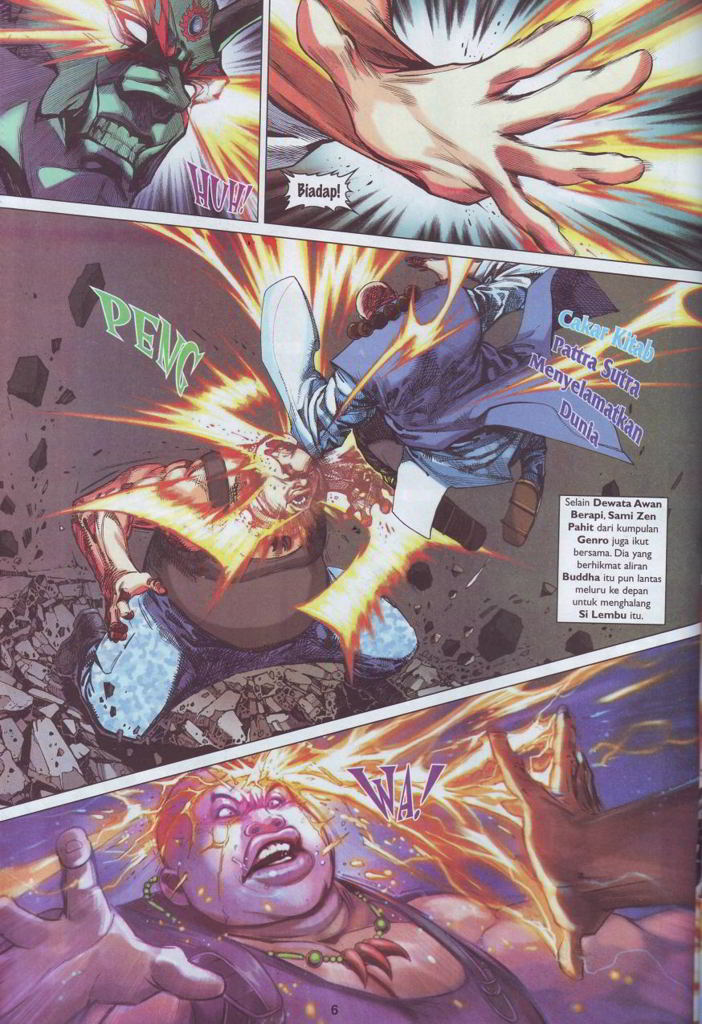 HUH!
Biadap!
PENG
Cakar Kitab
Pattra Sutra
Menyelamatkan
Dunia
Selain Dewata Awan
Berapi, Sami Zen
Pahit dari kumpulan
Genro juga ikut
bersama. Dia yang
berhikmat aliran
Buddha itu pun lantas
meluru ke depan
untuk menghalang
Si Lembu itu.
WA!
6